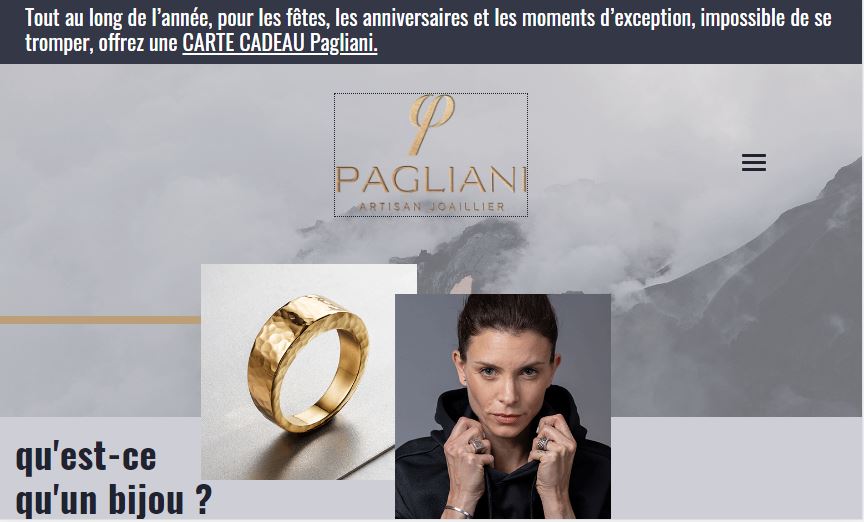 Tout au long de l’année, pour les fêtes, les anniversaires et les moments d’exception, impossible de se
tromper, offrez une CARTE CADEAU Pagliani.
PAGLIANI
ARTISAN JOAILLIER
qu'est-ce
qu'un bijou ?